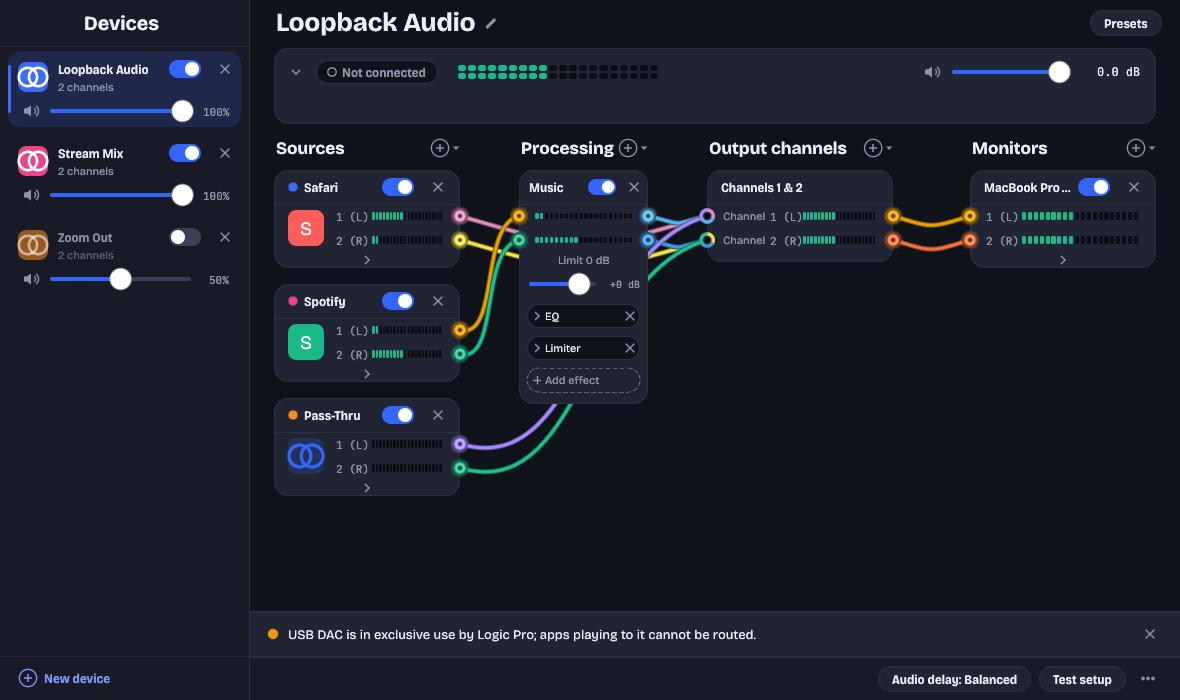 Devices
Loopback Audio
2 channels
100%
Stream Mix
2 channels
100%
Zoom Out
2 channels
50%
New device
Loopback Audio
Presets
Not connected
0.0 dB
Sources
Processing
Output channels
Monitors
Safari
S
1 (L)
2 (R)
Spotify
S
1 (L)
2 (R)
Pass-Thru
1 (L)
2 (R)
Music
Limit 0 dB
+0 dB
EQ
Limiter
+ Add effect
Channels 1 & 2
Channel 1 (L)
Channel 2 (R)
MacBook Pro ...
1 (L)
2 (R)
USB DAC is in exclusive use by Logic Pro; apps playing to it cannot be routed.
Audio delay: Balanced
Test setup